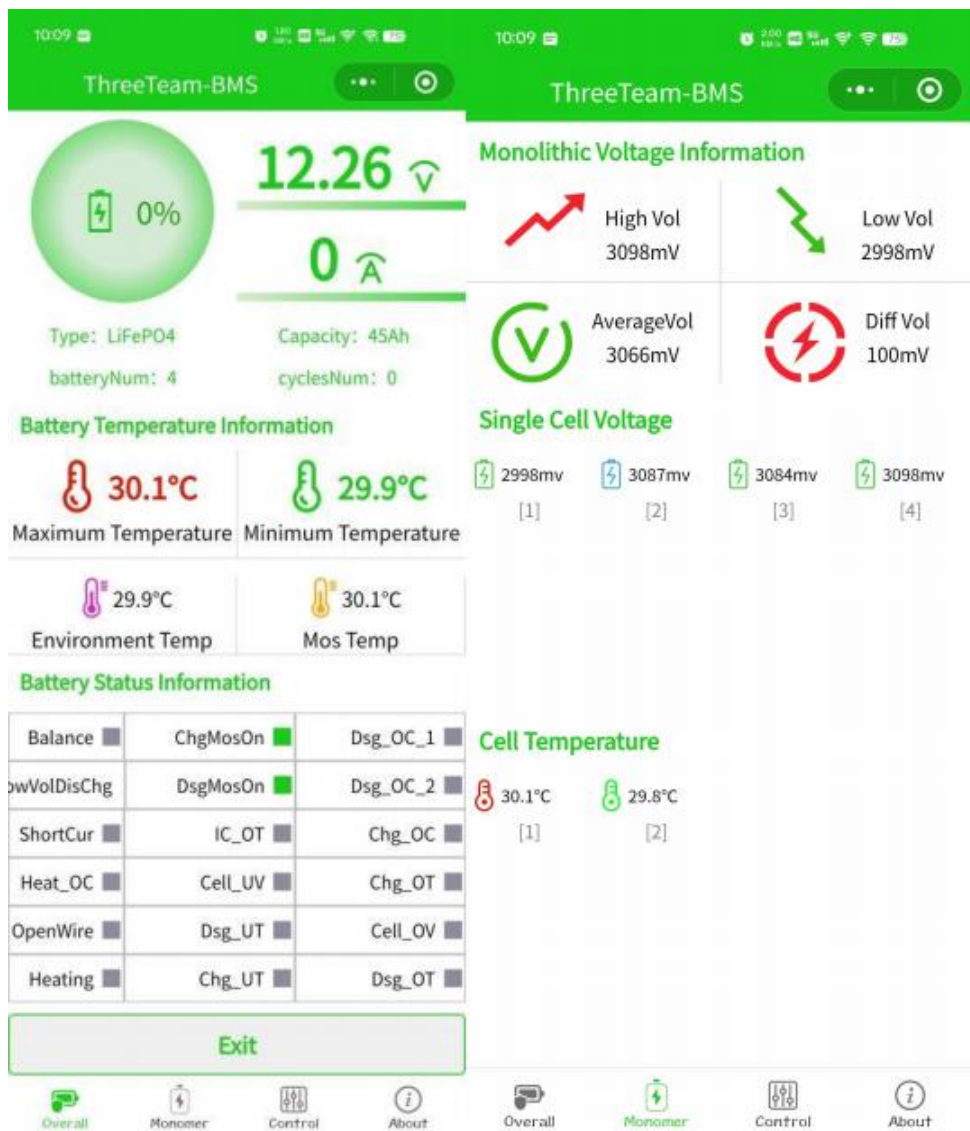 10:09
ThreeTeam-BMS
0%
12.26 V
0 A
Type: LiFePO4
Capacity: 45Ah
batteryNum: 4
cyclesNum: 0
Battery Temperature Information
30.1°C
Maximum Temperature
29.9°C
Minimum Temperature
29.9°C
Environment Temp
30.1°C
Mos Temp
Battery Status Information
Balance ChgMosOn Dsg_OC_1
owVolDisChg DsgMosOn Dsg_OC_2
ShortCur IC_OT Chg_OC
Heat_OC Cell_UV Chg_OT
OpenWire Dsg_UT Cell_OV
Heating Chg_UT Dsg_OT
Exit
Overall Monomer Control About
10:09
ThreeTeam-BMS
Monolithic Voltage Information
High Vol
3098mV
Low Vol
2998mV
AverageVol
3066mV
Diff Vol
100mV
Single Cell Voltage
2998mv 3087mv 3084mv 3098mv
[1] [2] [3] [4]
Cell Temperature
30.1°C 29.8°C
[1] [2]
Overall Monomer Control About